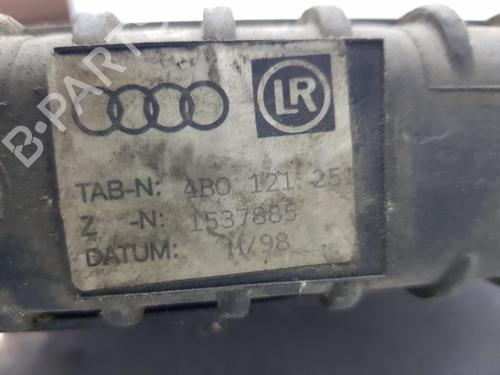 LR
TAB-N: 4B0 121 251
Z -N: 1537885
DATUM: 11/98
B-PARTS